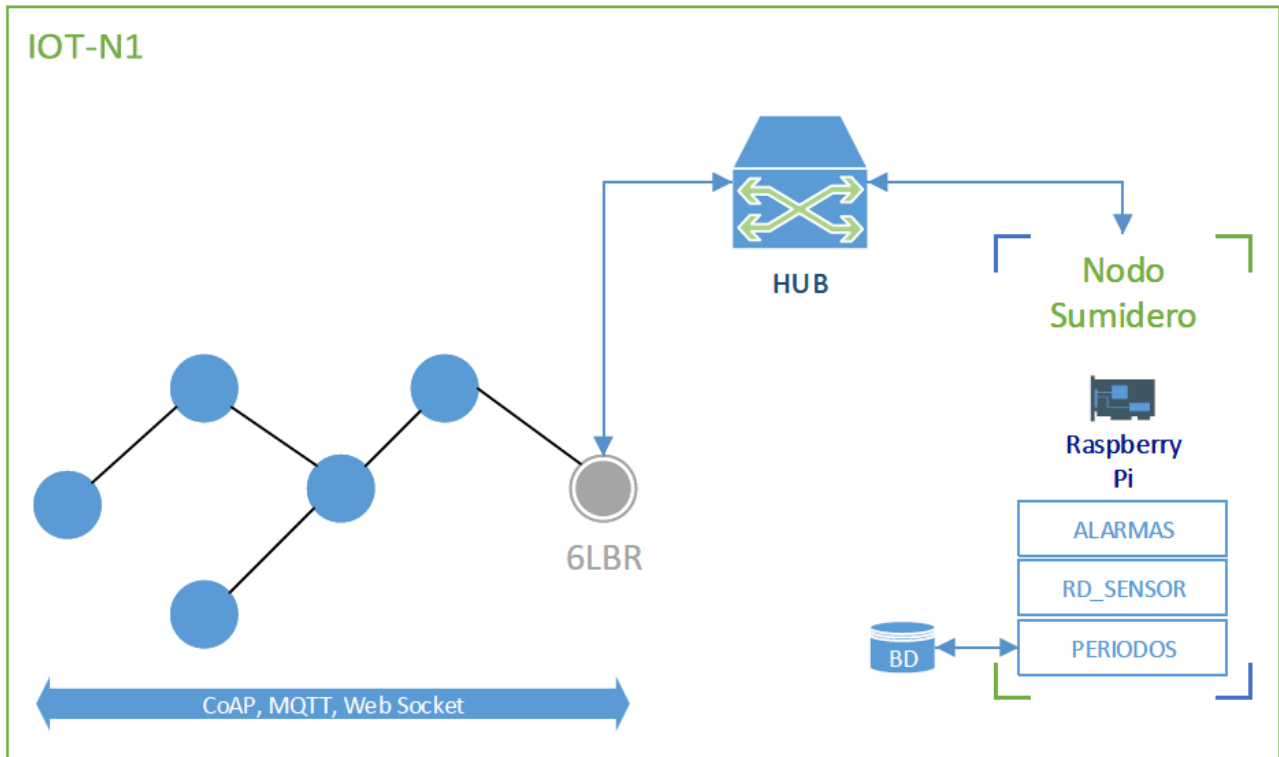 IOT-N1
HUB
Nodo
Sumidero
Raspberry
Pi
6LBR
ALARMAS
RD_SENSOR
PERIODOS
BD
CoAP, MQTT, Web Socket